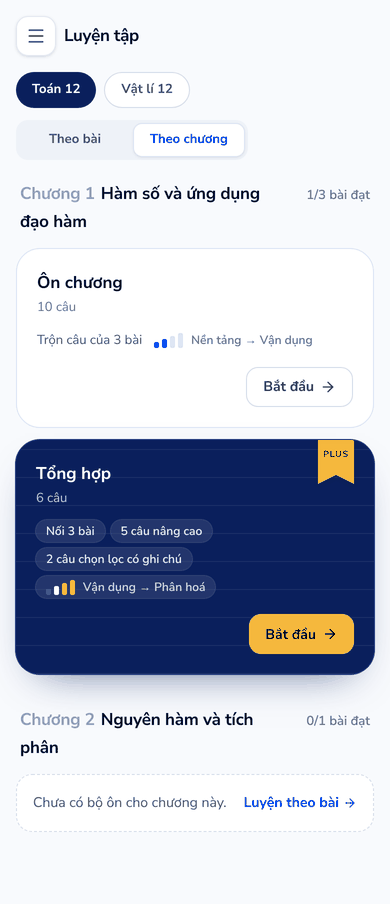 Luyện tập
Toán 12
Vật lí 12
Theo bài
Theo chương
Chương 1 Hàm số và ứng dụng
đạo hàm
1/3 bài đạt
Ôn chương
10 câu
Trộn câu của 3 bài
Nền tảng → Vận dụng
Bắt đầu →
PLUS
Tổng hợp
6 câu
Nối 3 bài
5 câu nâng cao
2 câu chọn lọc có ghi chú
Vận dụng → Phân hoá
Bắt đầu →
Chương 2 Nguyên hàm và tích
phân
0/1 bài đạt
Chưa có bộ ôn cho chương này.
Luyện theo bài →